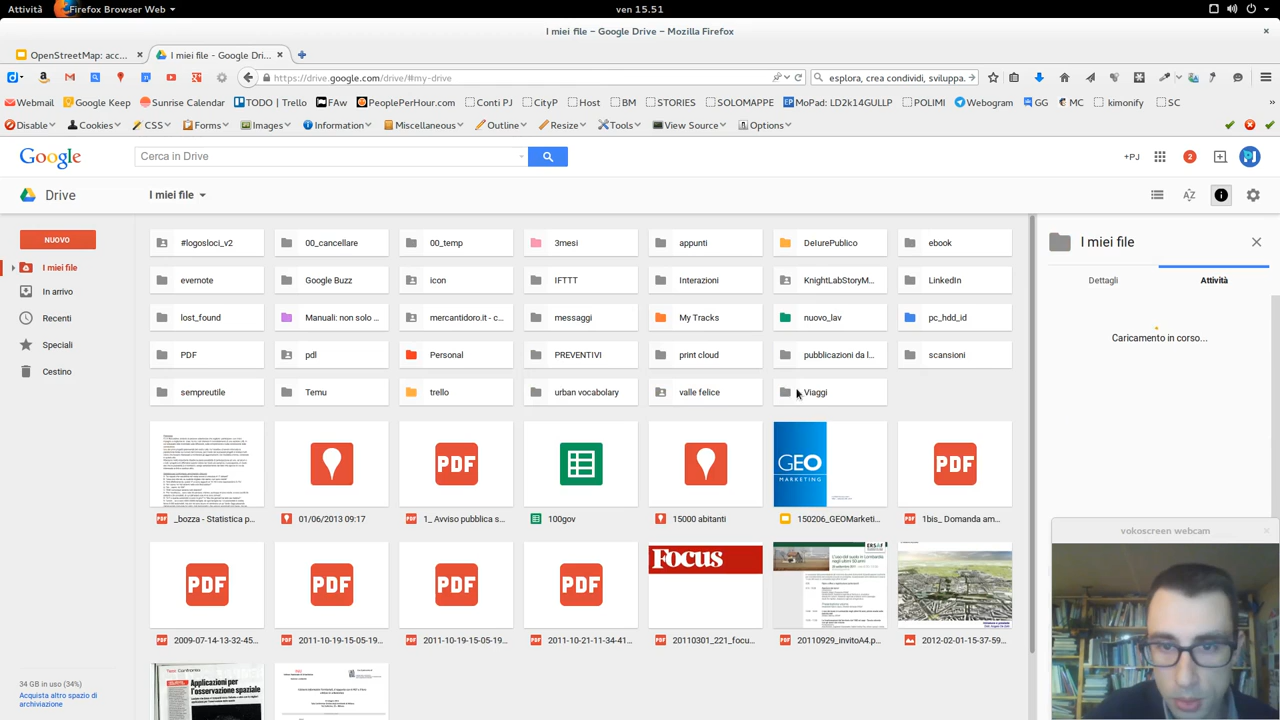 Attività Firefox Browser Web ven 15.51
I miei file – Google Drive – Mozilla Firefox
OpenStreetMap: acc... I miei file - Google Dri...
https://drive.google.com/drive/#my-drive esplora, crea condividi, sviluppa.
Webmail Google Keep Sunrise Calendar TODO | Trello FAw PeoplePerHour.com Conti PJ CityP Host BM STORIES SOLOMAPPE MoPad: LD2k14GULLP POLIMI Webogram GG MC kimonify SC
Disable Cookies CSS Forms Images Information Miscellaneous Outline Resize Tools View Source Options
Google Cerca in Drive +PJ 2 PJ
Drive I miei file
NUOVO
I miei file
In arrivo
Recenti
Speciali
Cestino
34 GB in uso (34%)
Acquista altro spazio di
archiviazione
#logosloci_v2 00_cancellare 00_temp 3mesi appunti DeIurePublico ebook
evernote Google Buzz icon IFTTT Interazioni KnightLabStoryM... LinkedIn
lost_found Manuali: non solo ... mercantidoro.it - c... messaggi My Tracks nuovo_lav pc_hdd_id
PDF pdl Personal PREVENTIVI print cloud pubblicazioni da l... scansioni
sempreutile Temu trello urban vocabulary valle felice Viaggi
PDF GEO MARKETING PDF
_bozza - Statistica p... 01/06/2013 09:17 1_ Avviso pubblica s... 100gov 15000 abitanti 150206_GEOMarketi... 1bis_ Domanda am...
PDF PDF PDF PDF Focus ERSAF
2009-07-14-13-32-45... 2011-10-19-15-05-19... 2011-10-19-15-05-19... 2011-10-21-11-34-41... 20110301_221_focu... 20110929_invitoA4.p... 2012-02-01-15-37-59...
Applicazioni per
l'osservazione spaziale
I miei file
Dettagli Attività
Caricamento in corso...
vokoscreen webcam